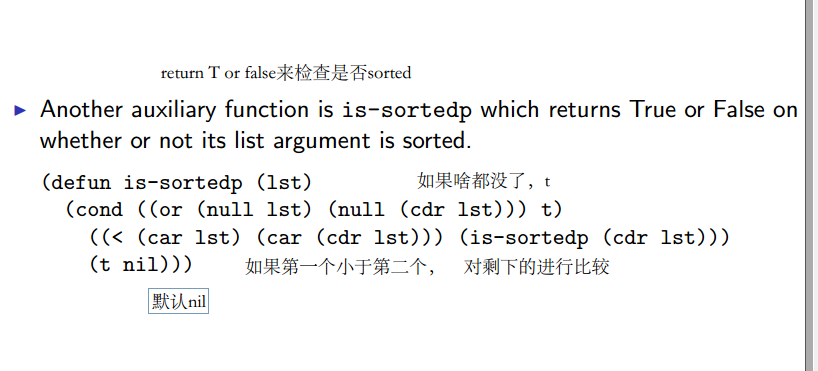 return T or false来检查是否sorted
▶ Another auxiliary function is is-sortedp which returns True or False on
whether or not its list argument is sorted.
(defun is-sortedp (lst) 如果啥都没了，t
(cond ((or (null lst) (null (cdr lst))) t)
((< (car lst) (car (cdr lst))) (is-sortedp (cdr lst)))
(t nil))) 如果第一个小于第二个， 对剩下的进行比较
默认nil